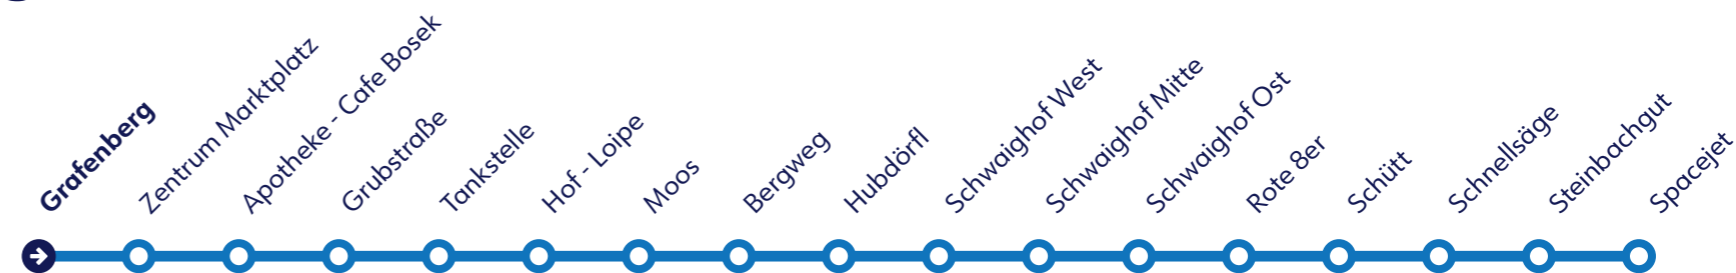 Grafenberg
Zentrum Marktplatz
Apotheke - Cafe Bosek
Grubstraße
Tankstelle
Hof - Loipe
Moos
Bergweg
Hubdörfl
Schwaighof West
Schwaighof Mitte
Schwaighof Ost
Rote 8er
Schütt
Schnellsäge
Steinbachgut
Spacejet